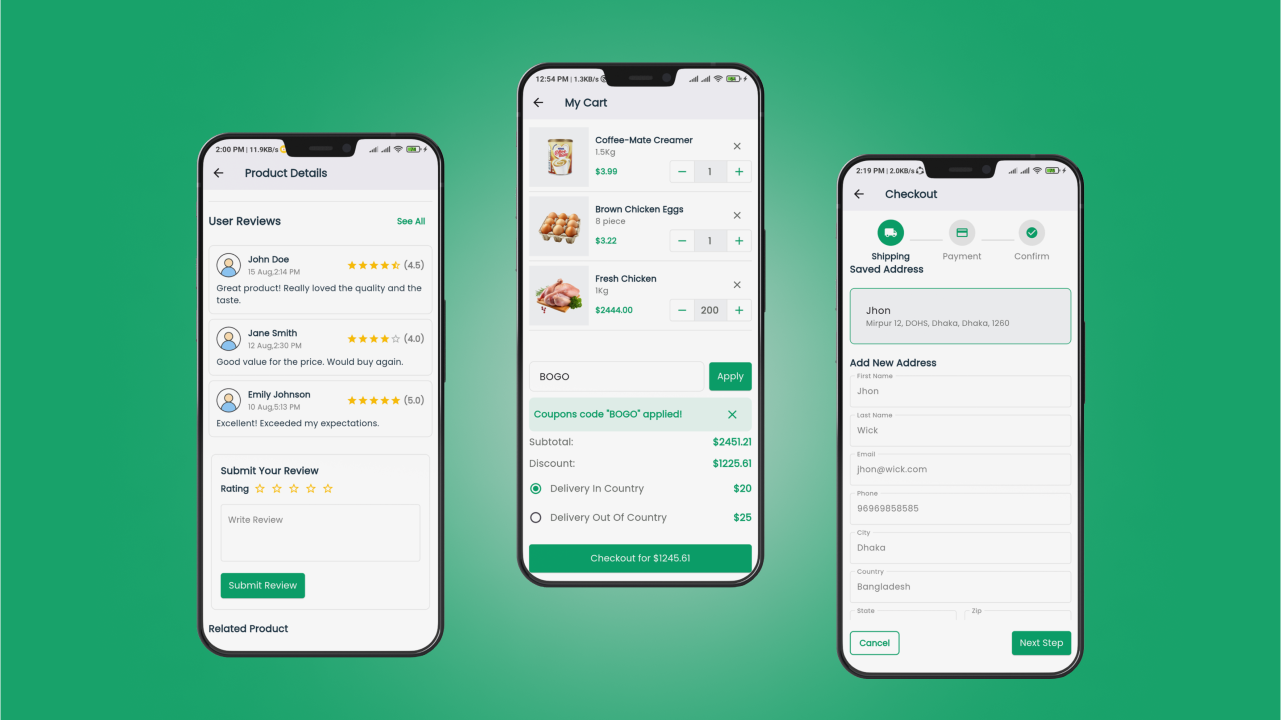 2:00 PM | 11.9KB/s
Product Details
User Reviews
See All
John Doe
15 Aug,2:14 PM
(4.5)
Great product! Really loved the quality and the
taste.
Jane Smith
12 Aug,2:30 PM
(4.0)
Good value for the price. Would buy again.
Emily Johnson
10 Aug,5:13 PM
(5.0)
Excellent! Exceeded my expectations.
Submit Your Review
Rating
Write Review
Submit Review
Related Product
12:54 PM | 1.3KB/s
My Cart
Coffee-Mate Creamer
1.5Kg
$3.99
1
Brown Chicken Eggs
8 piece
$3.22
1
Fresh Chicken
1Kg
$2444.00
200
BOGO
Apply
Coupons code "BOGO" applied!
Subtotal:
$2451.21
Discount:
$1225.61
Delivery In Country
$20
Delivery Out Of Country
$25
Checkout for $1245.61
2:19 PM | 2.0KB/s
Checkout
Shipping
Payment
Confirm
Saved Address
Jhon
Mirpur 12, DOHS, Dhaka, Dhaka, 1260
Add New Address
First Name
Jhon
Last Name
Wick
Email
jhon@wick.com
Phone
96969858585
City
Dhaka
Country
Bangladesh
State
Zip
Cancel
Next Step